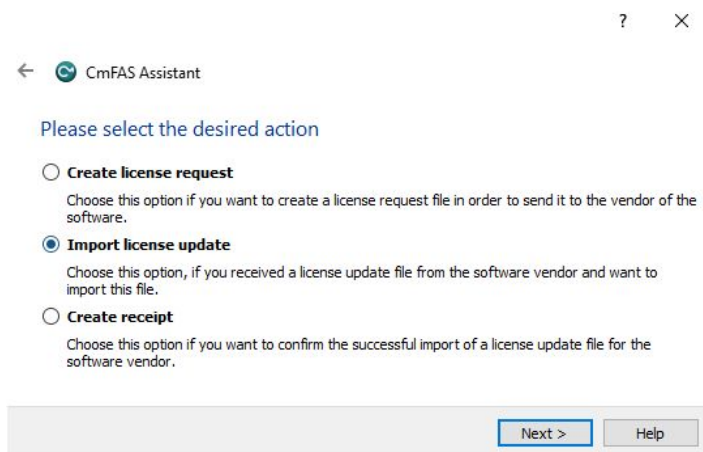 ?
CmFAS Assistant
Please select the desired action
Create license request
Choose this option if you want to create a license request file in order to send it to the vendor of the
software.
Import license update
Choose this option, if you received a license update file from the software vendor and want to
import this file.
Create receipt
Choose this option if you want to confirm the successful import of a license update file for the
software vendor.
Next > Help